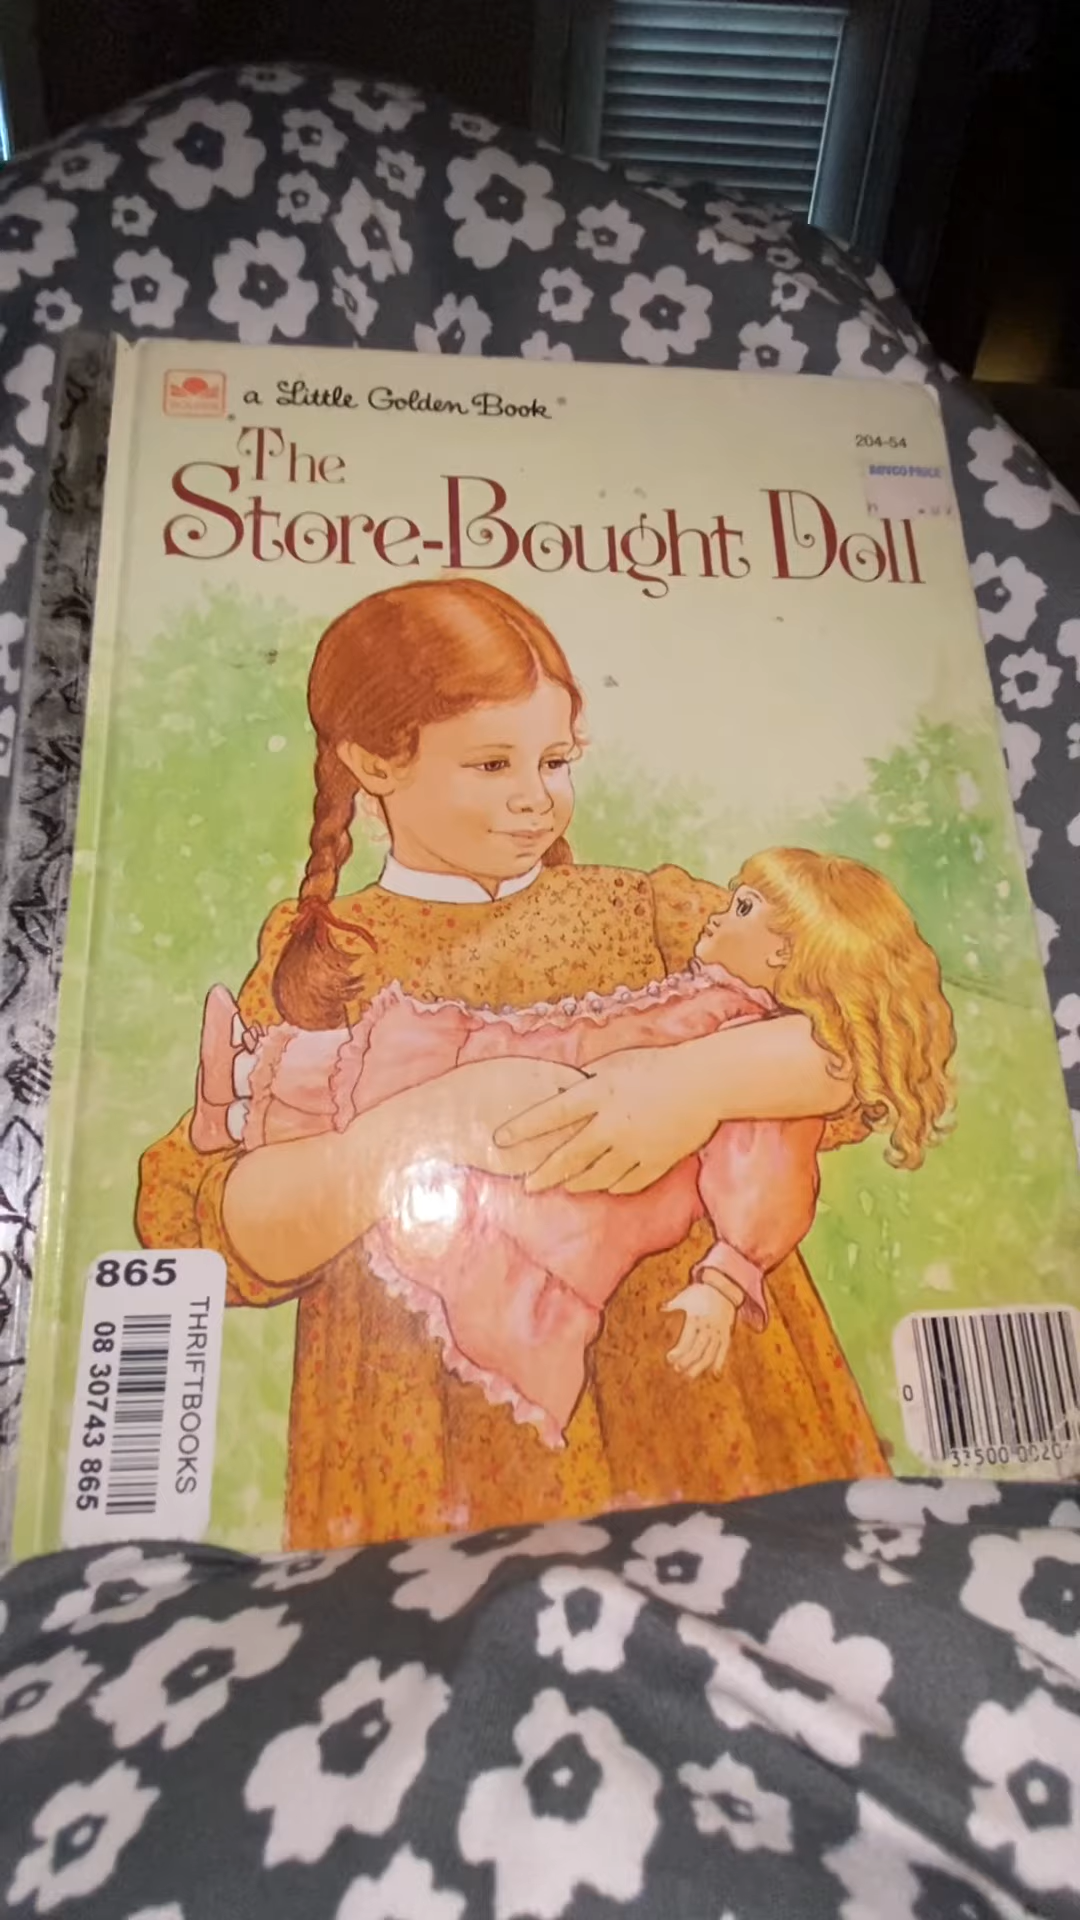 a Little Golden Book®
204-54
The
Store-Bought Doll
865
THRIFTBOOKS
08 30743 865
0